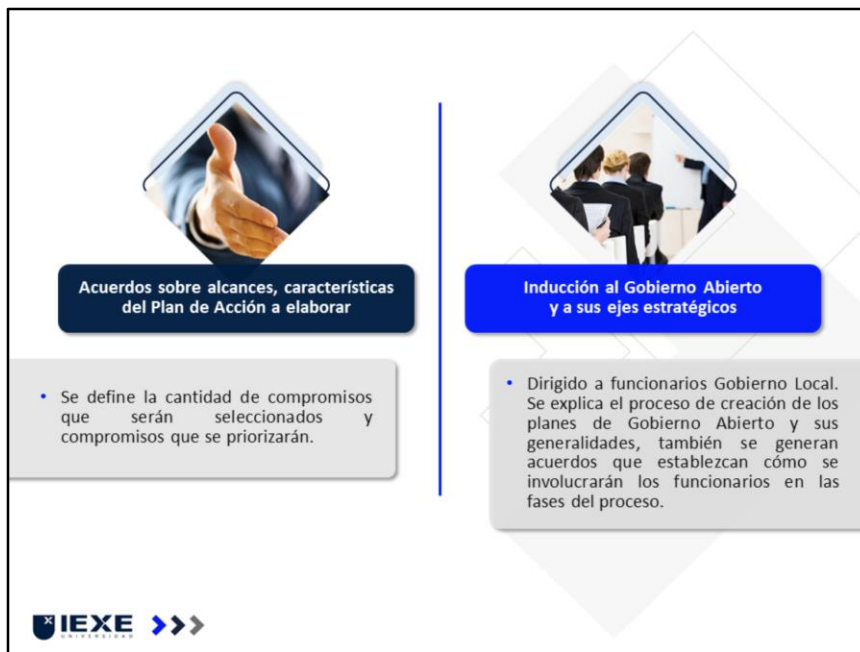 Acuerdos sobre alcances, características
del Plan de Acción a elaborar
• Se define la cantidad de compromisos
que serán seleccionados y
compromisos que se priorizarán.
Inducción al Gobierno Abierto
y a sus ejes estratégicos
• Dirigido a funcionarios Gobierno Local.
Se explica el proceso de creación de los
planes de Gobierno Abierto y sus
generalidades, también se generan
acuerdos que establezcan cómo se
involucrarán los funcionarios en las
fases del proceso.
IEXE
UNIVERSIDAD